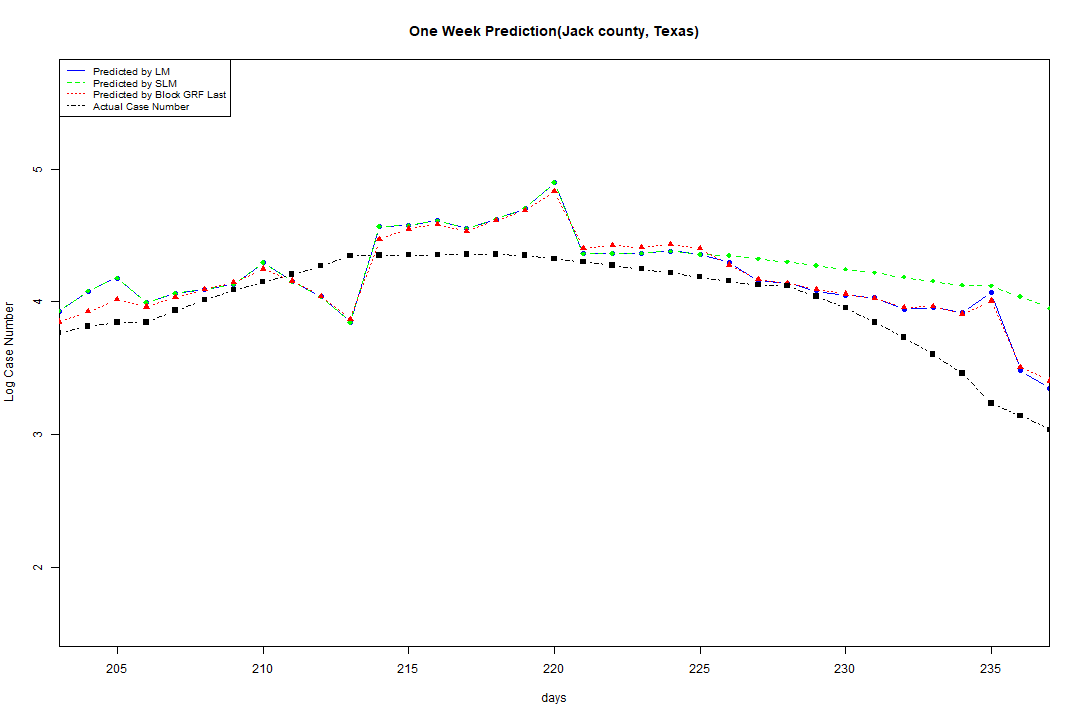 One Week Prediction(Jack county, Texas)
Predicted by LM
Predicted by SLM
Predicted by Block GRF Last
Actual Case Number
5
4
3
2
Log Case Number
205 210 215 220 225 230 235
days